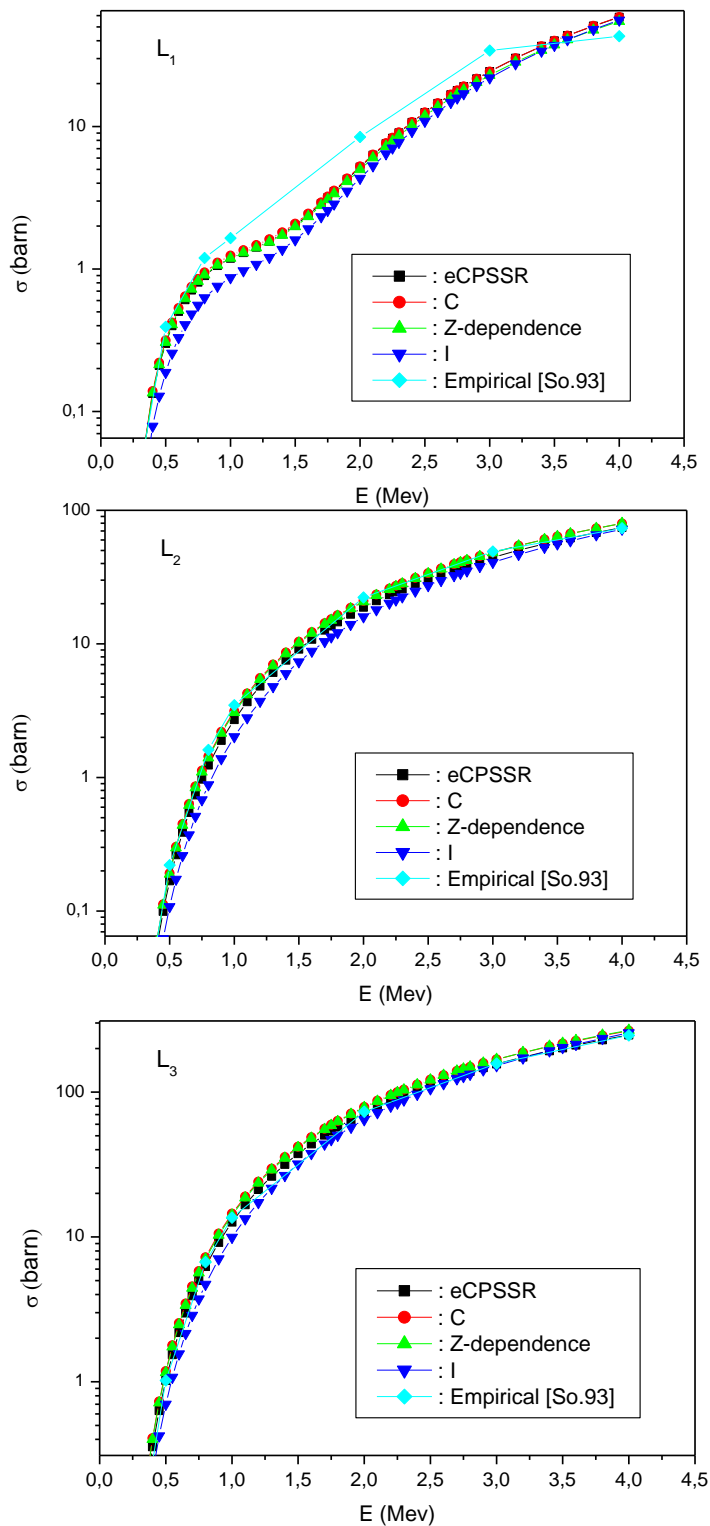 L1
σ (barn)
10
1
0,1
: eCPSSR
: C
: Z-dependence
: I
: Empirical [So.93]
0,0 0,5 1,0 1,5 2,0 2,5 3,0 3,5 4,0 4,5
E (Mev)
L2
σ (barn)
100
10
1
0,1
: eCPSSR
: C
: Z-dependence
: I
: Empirical [So.93]
0,0 0,5 1,0 1,5 2,0 2,5 3,0 3,5 4,0 4,5
E (Mev)
L3
σ (barn)
100
10
1
: eCPSSR
: C
: Z-dependence
: I
: Empirical [So.93]
0,0 0,5 1,0 1,5 2,0 2,5 3,0 3,5 4,0 4,5
E (Mev)